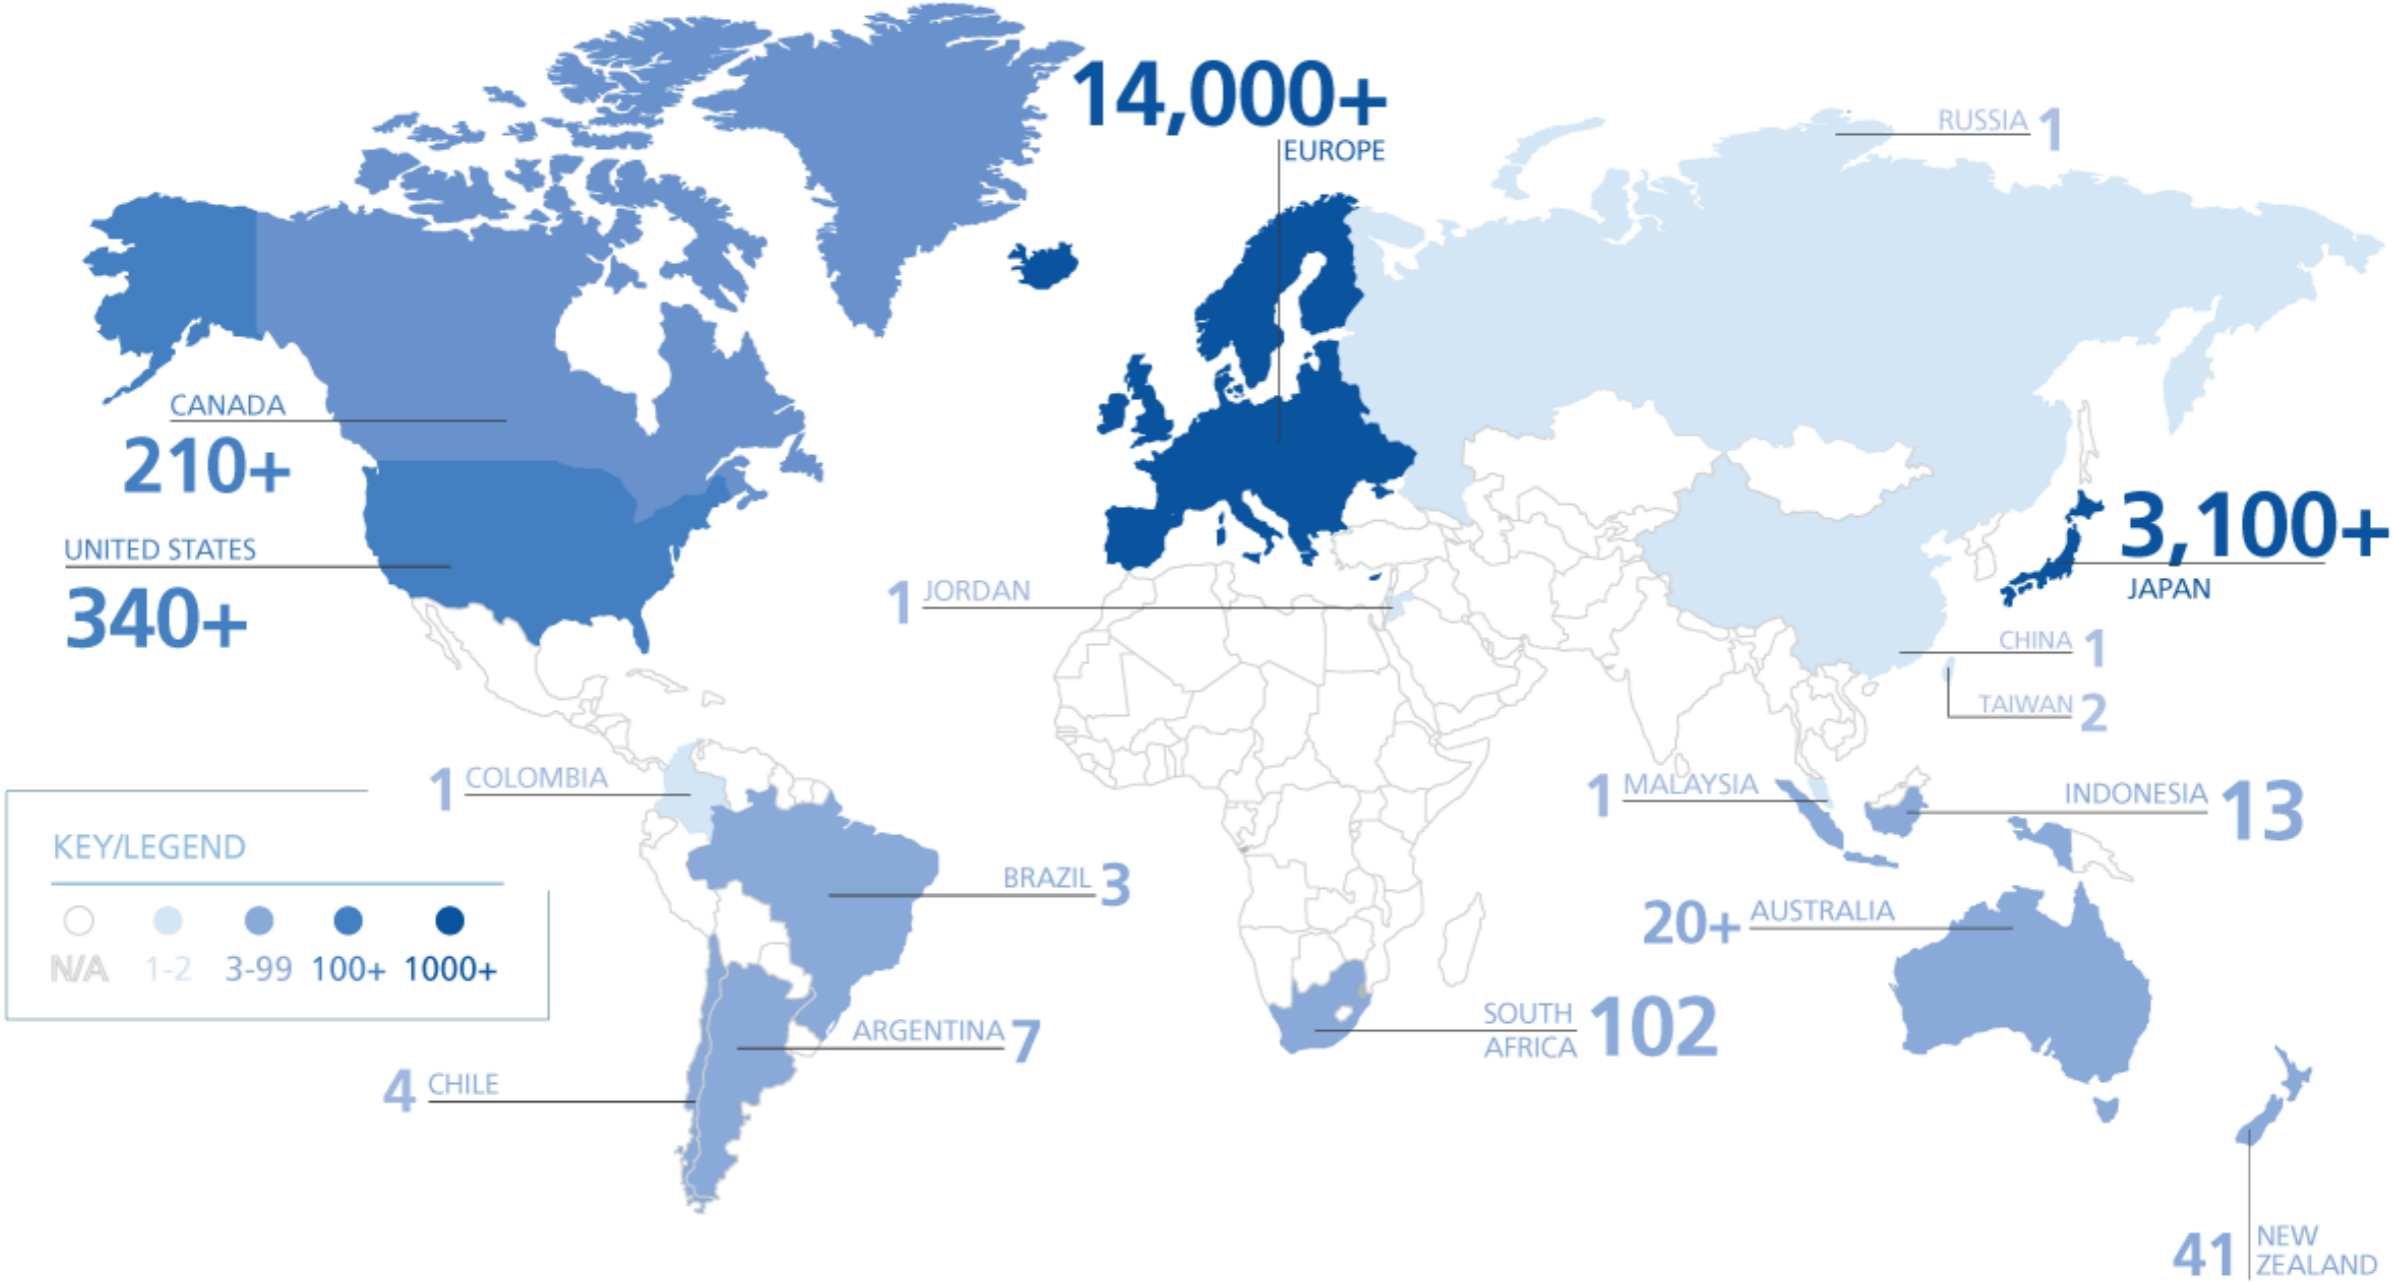 14,000+
EUROPE
RUSSIA 1
CANADA
210+
UNITED STATES
340+
3,100+
JAPAN
1 JORDAN
CHINA 1
TAIWAN 2
1 COLOMBIA
1 MALAYSIA
INDONESIA 13
KEY/LEGEND
N/A 1-2 3-99 100+ 1000+
BRAZIL 3
20+ AUSTRALIA
SOUTH
AFRICA 102
ARGENTINA 7
4 CHILE
41 NEW
ZEALAND